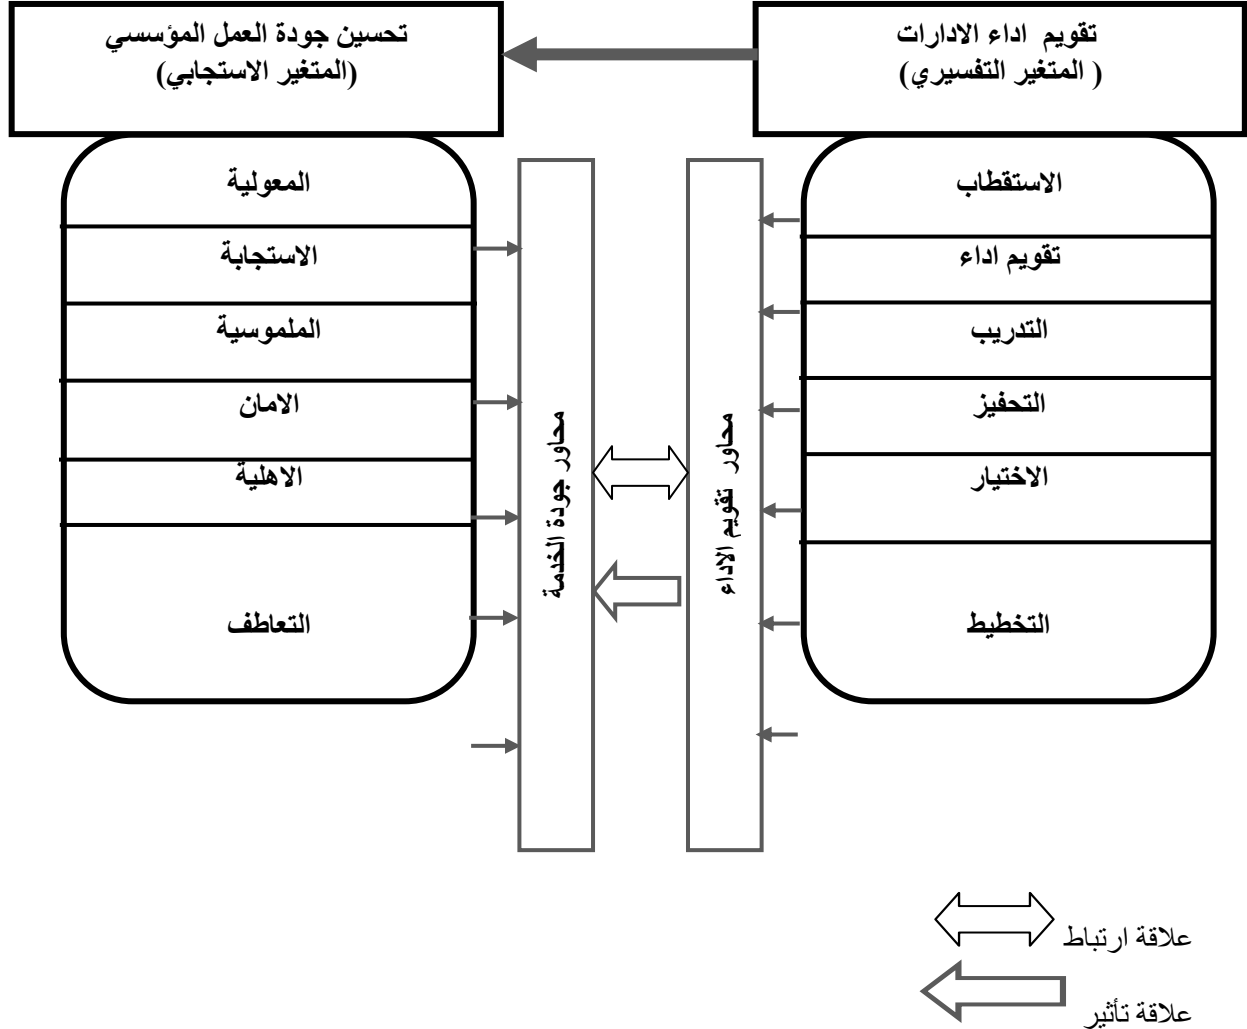 تقويم اداء الادارات
( المتغير التفسيري)
تحسين جودة العمل المؤسسي
(المتغير الاستجابي)
الاستقطاب
تقويم اداء
التدريب
التحفيز
الاختيار
التخطيط
محاور تقويم الاداء
محاور جودة الخدمة
المعولية
الاستجابة
الملموسية
الامان
الاهلية
التعاطف
علاقة ارتباط
علاقة تأثير